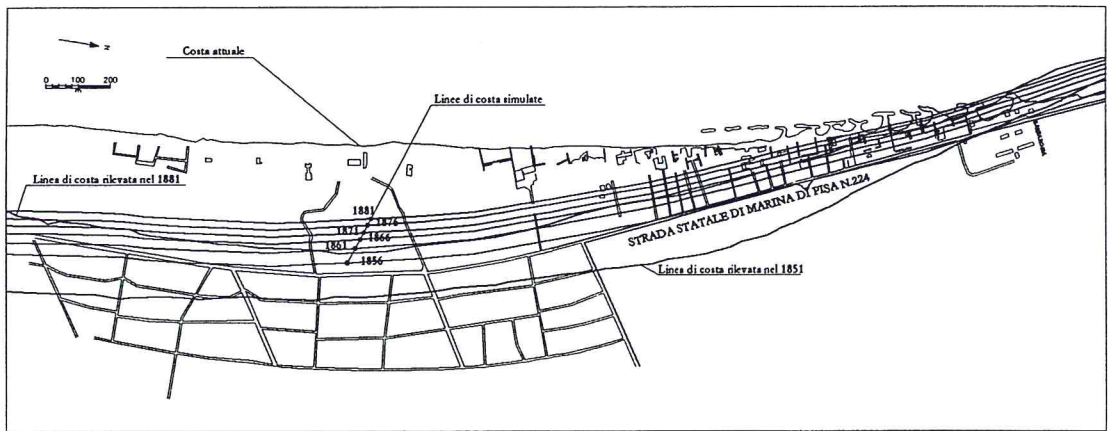 N
0 100 200
m
Costa attuale
Linee di costa simulate
Linea di costa rilevata nel 1881
1881
1876
1871
1866
1861
1856
STRADA STATALE DI MARINA DI PISA N.224
Linea di costa rilevata nel 1851